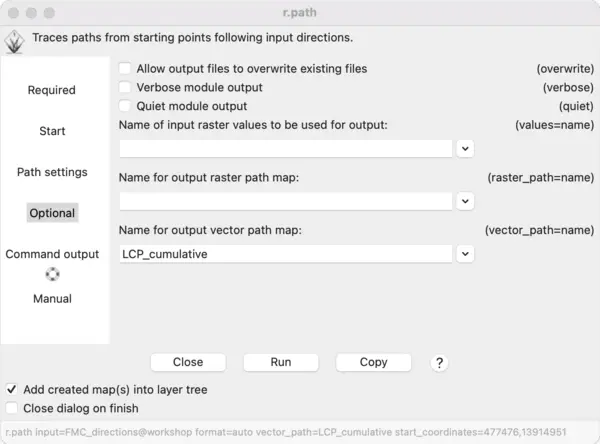 r.path
Traces paths from starting points following input directions.
Required
Start
Path settings
Optional
Command output
Manual
Allow output files to overwrite existing files (overwrite)
Verbose module output (verbose)
Quiet module output (quiet)
Name of input raster values to be used for output: (values=name)
Name for output raster path map: (raster_path=name)
Name for output vector path map: (vector_path=name)
LCP_cumulative
Close Run Copy ?
Add created map(s) into layer tree
Close dialog on finish
r.path input=FMC_directions@workshop format=auto vector_path=LCP_cumulative start_coordinates=477476,13914951